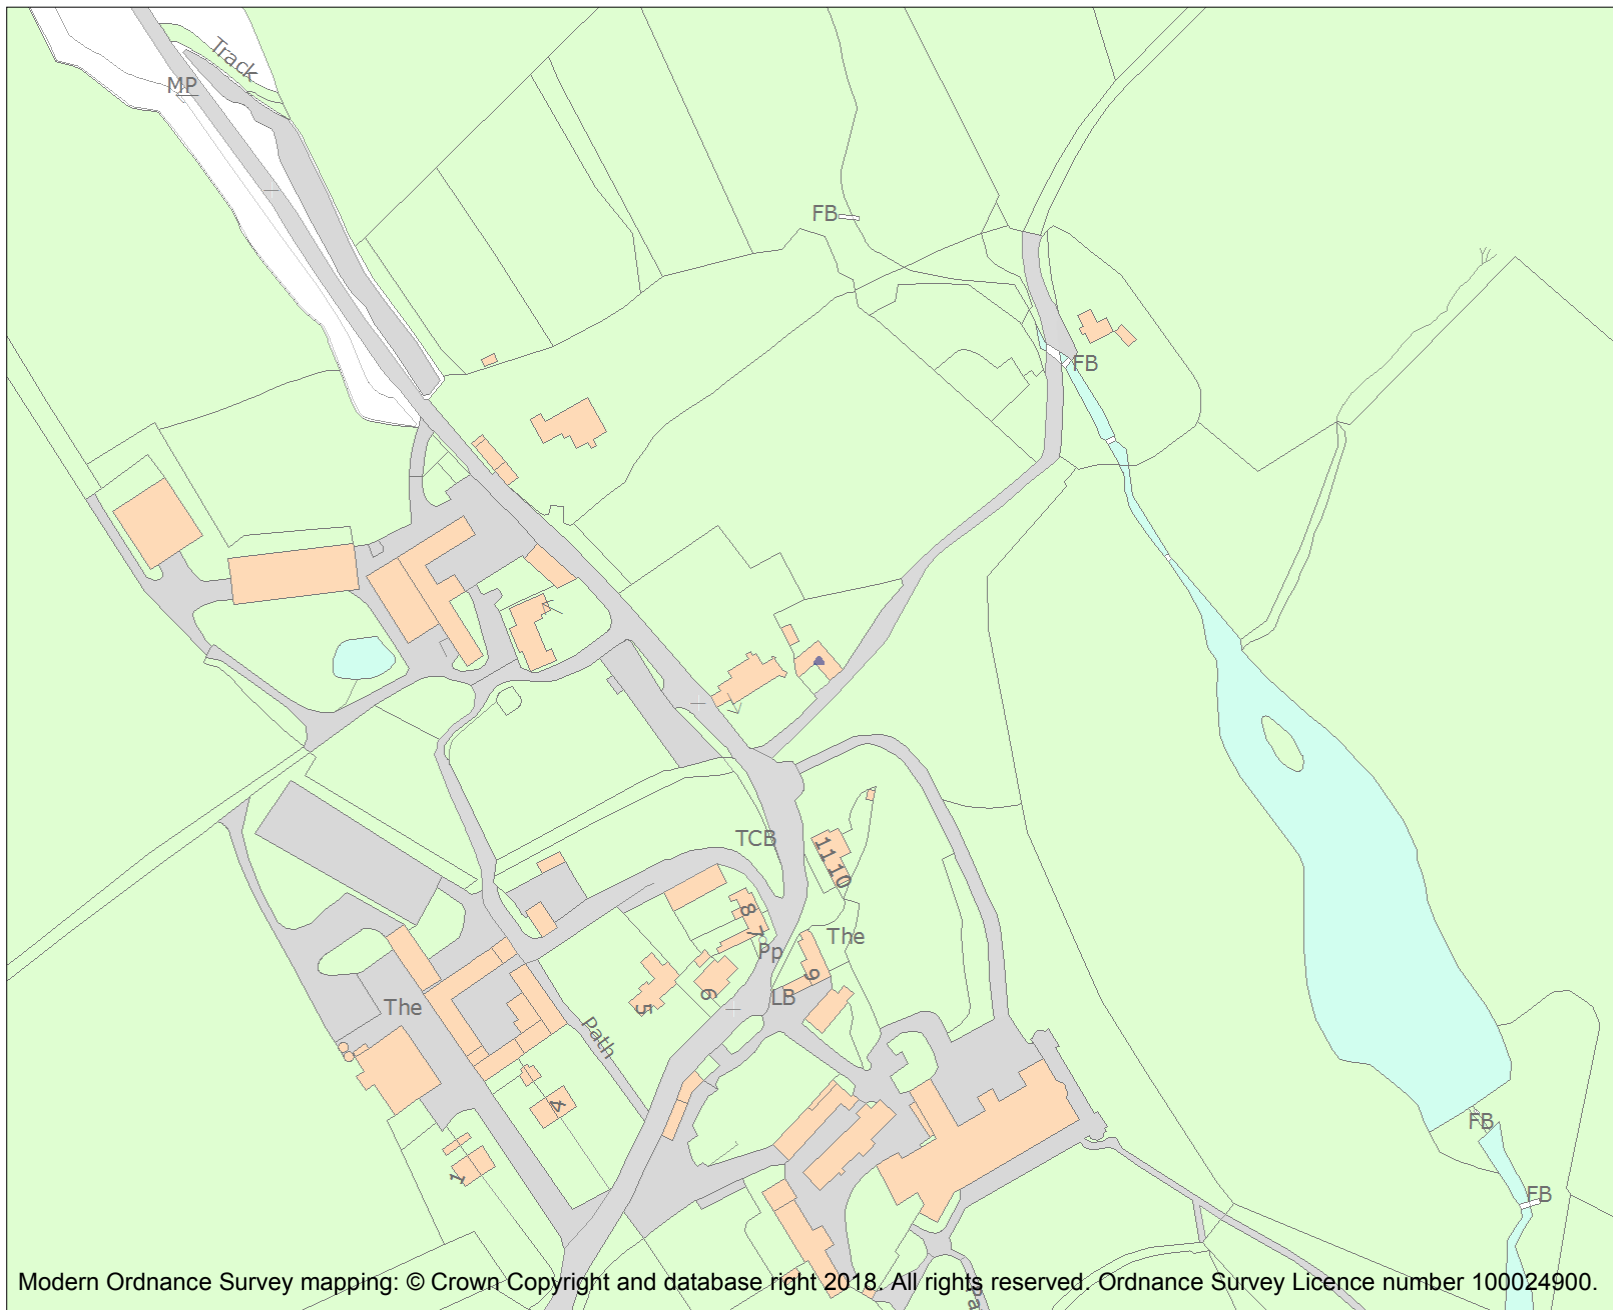 Track
MP
FB
FB
TCB
11
10
8
7
The
Pp
9
6
LB
5
The
Path
4
FB
1
FB
Pa
Modern Ordnance Survey mapping: © Crown Copyright and database right 2018. All rights reserved. Ordnance Survey Licence number 100024900.